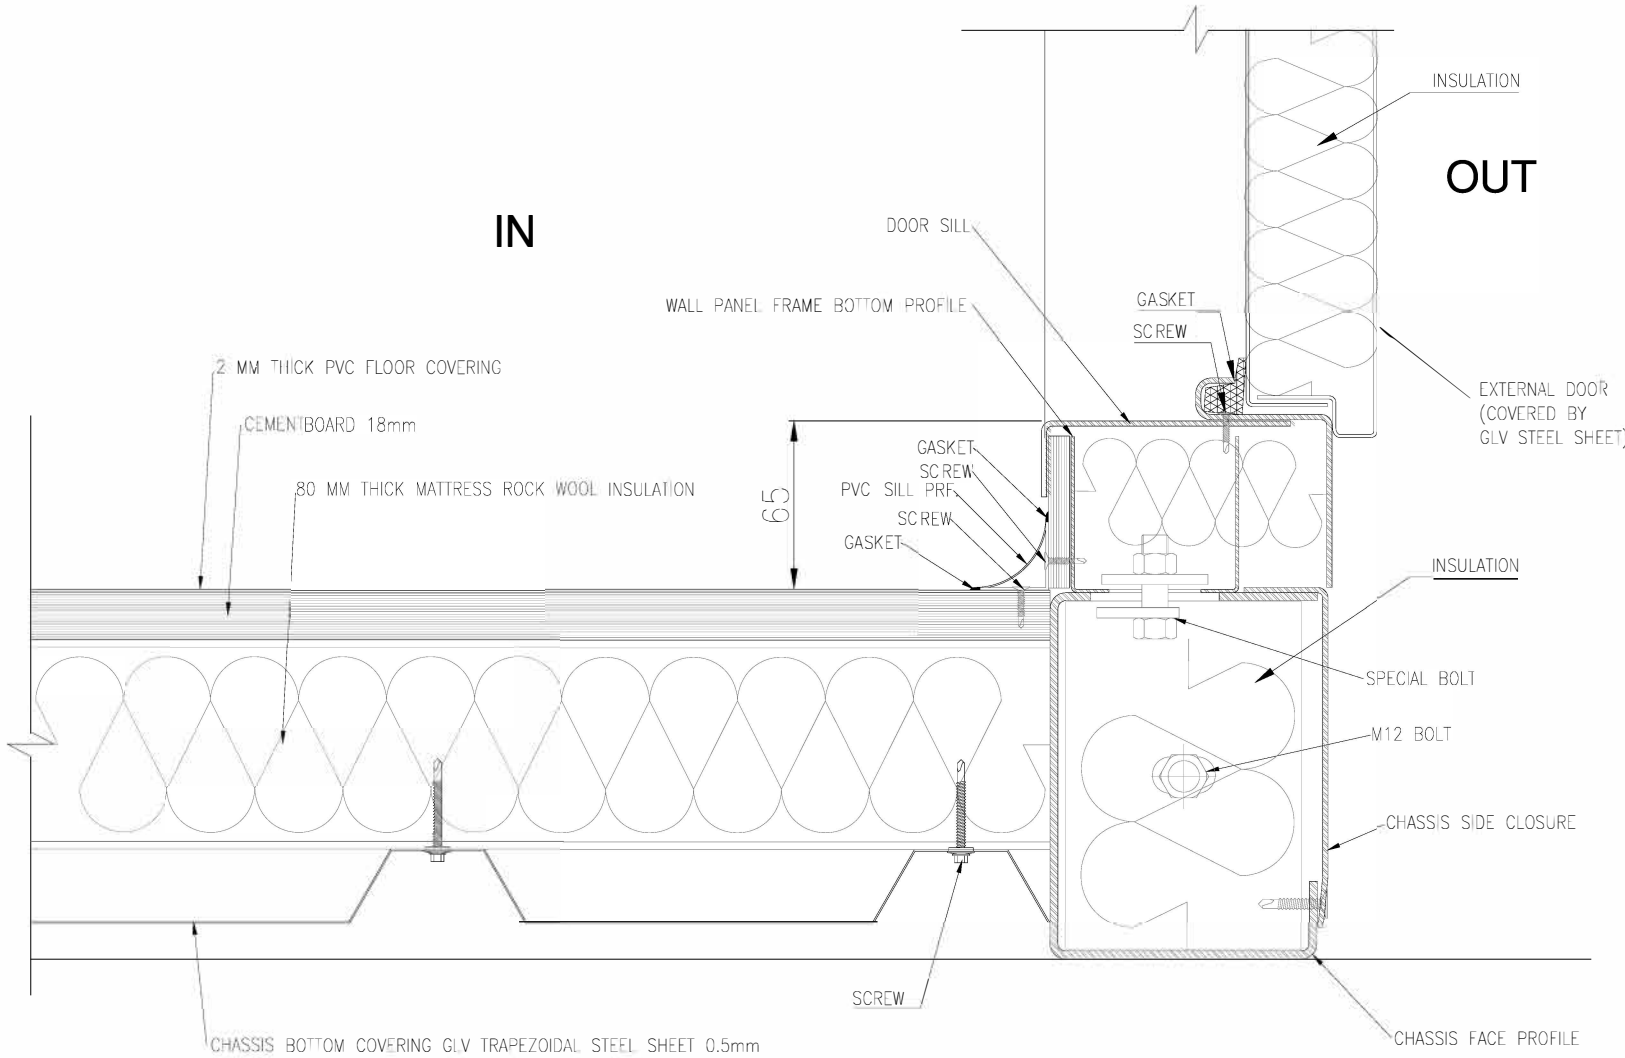 INSULATION
OUT
IN
DOOR SILL
WALL PANEL FRAME BOTTOM PROFILE
GASKET
SCREW
2 MM THICK PVC FLOOR COVERING
EXTERNAL DOOR
(COVERED BY
GLV STEEL SHEET)
CEMENTBOARD 18mm
GASKET
SCREW
80 MM THICK MATTRESS ROCK WOOL INSULATION
PVC SILL PRF.
65
SCREW
GASKET
INSULATION
SPECIAL BOLT
M12 BOLT
CHASSIS SIDE CLOSURE
SCREW
CHASSIS FACE PROFILE
CHASSIS BOTTOM COVERING GLV TRAPEZOIDAL STEEL SHEET 0.5mm